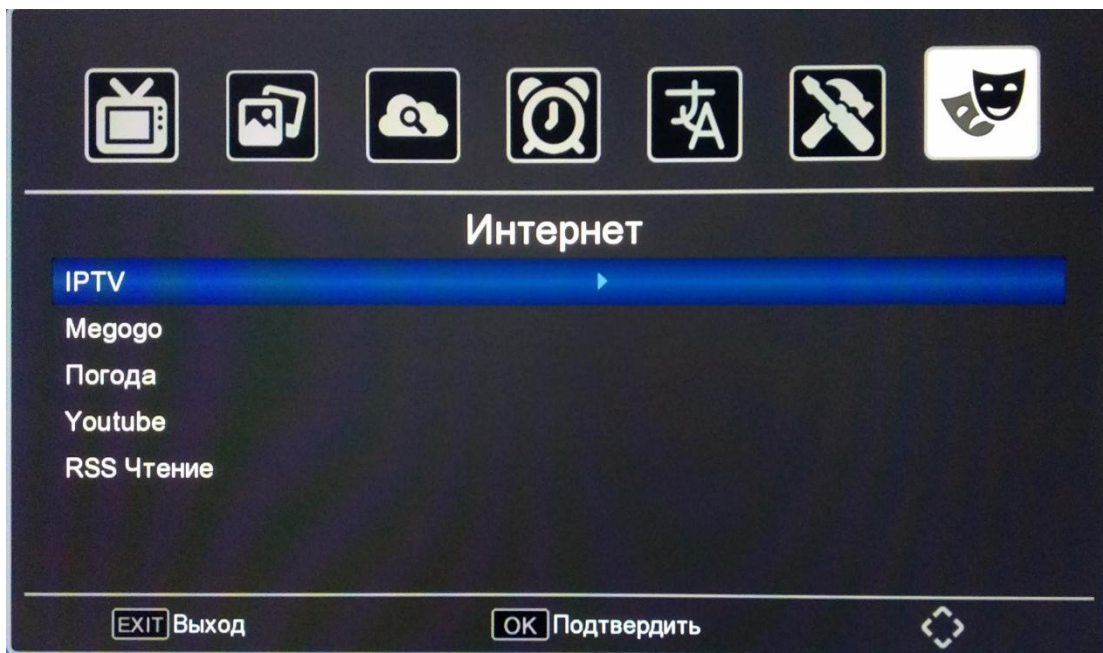 Интернет
IPTV
Megogo
Погода
Youtube
RSS Чтение
EXIT Выход
OK Подтвердить